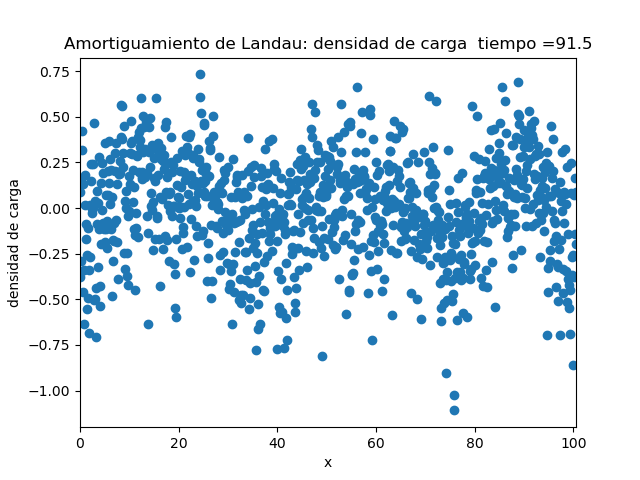 Amortiguamiento de Landau: densidad de carga  tiempo =91.5
0.75
0.50
0.25
0.00
−0.25
−0.50
−0.75
−1.00
densidad de carga
0 20 40 60 80 100
x